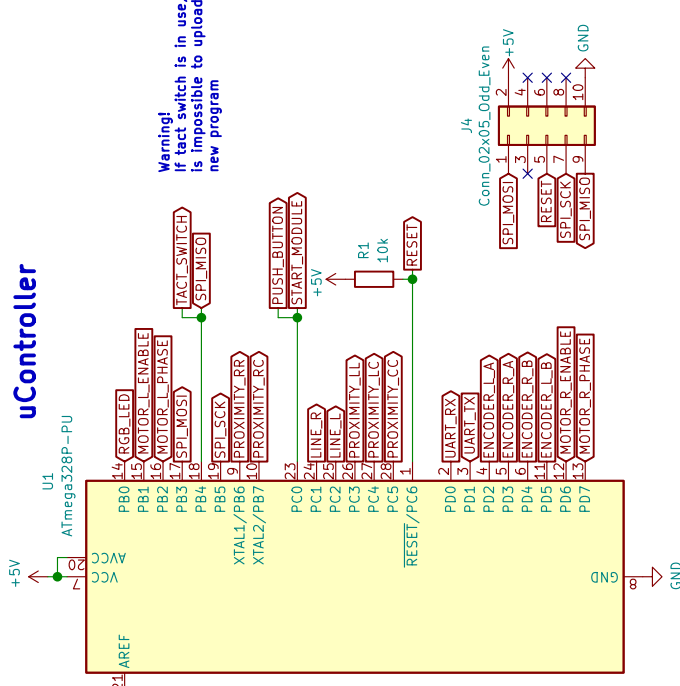 uController
Warning!
If tact switch is in use,
is impossible to upload
new program
+5V
U1
ATmega328P-PU
20
AVCC
7
VCC
AREF
GND
8
GND
14
PB0
RGB_LED
15
PB1
MOTOR_L_ENABLE
16
PB2
MOTOR_L_PHASE
17
PB3
SPI_MOSI
18
PB4
TACT_SWITCH
SPI_MISO
19
PB5
SPI_SCK
9
XTAL1/PB6
PROXIMITY_RR
10
XTAL2/PB7
PROXIMITY_RC
23
PC0
PUSH_BUTTON
START_MODULE
24
PC1
LINE_R
25
PC2
LINE_L
26
PC3
PROXIMITY_LL
27
PC4
PROXIMITY_LC
28
PC5
PROXIMITY_CC
1
RESET/PC6
+5V
R1
10k
RESET
2
PD0
UART_RX
3
PD1
UART_TX
4
PD2
ENCODER_L_A
5
PD3
ENCODER_R_A
6
PD4
ENCODER_R_B
11
PD5
ENCODER_L_B
12
PD6
MOTOR_R_ENABLE
13
PD7
MOTOR_R_PHASE
J4
Conn_02x05_Odd_Even
+5V
GND
2
4
6
8
10
1
3
5
7
9
SPI_MOSI
RESET
SPI_SCK
SPI_MISO